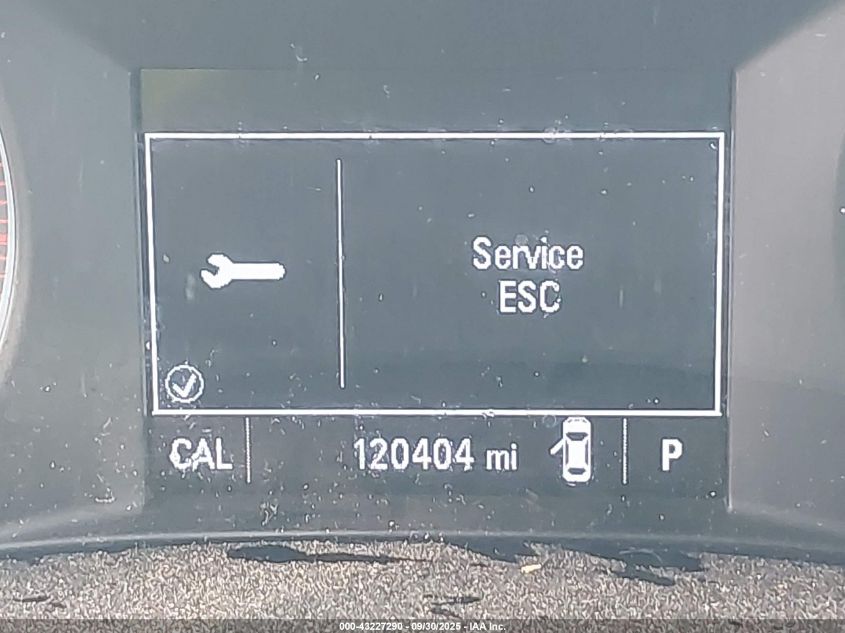 Service
ESC
CAL 120404 mi P
000-43227290 - 09/30/2025 - IAA Inc.